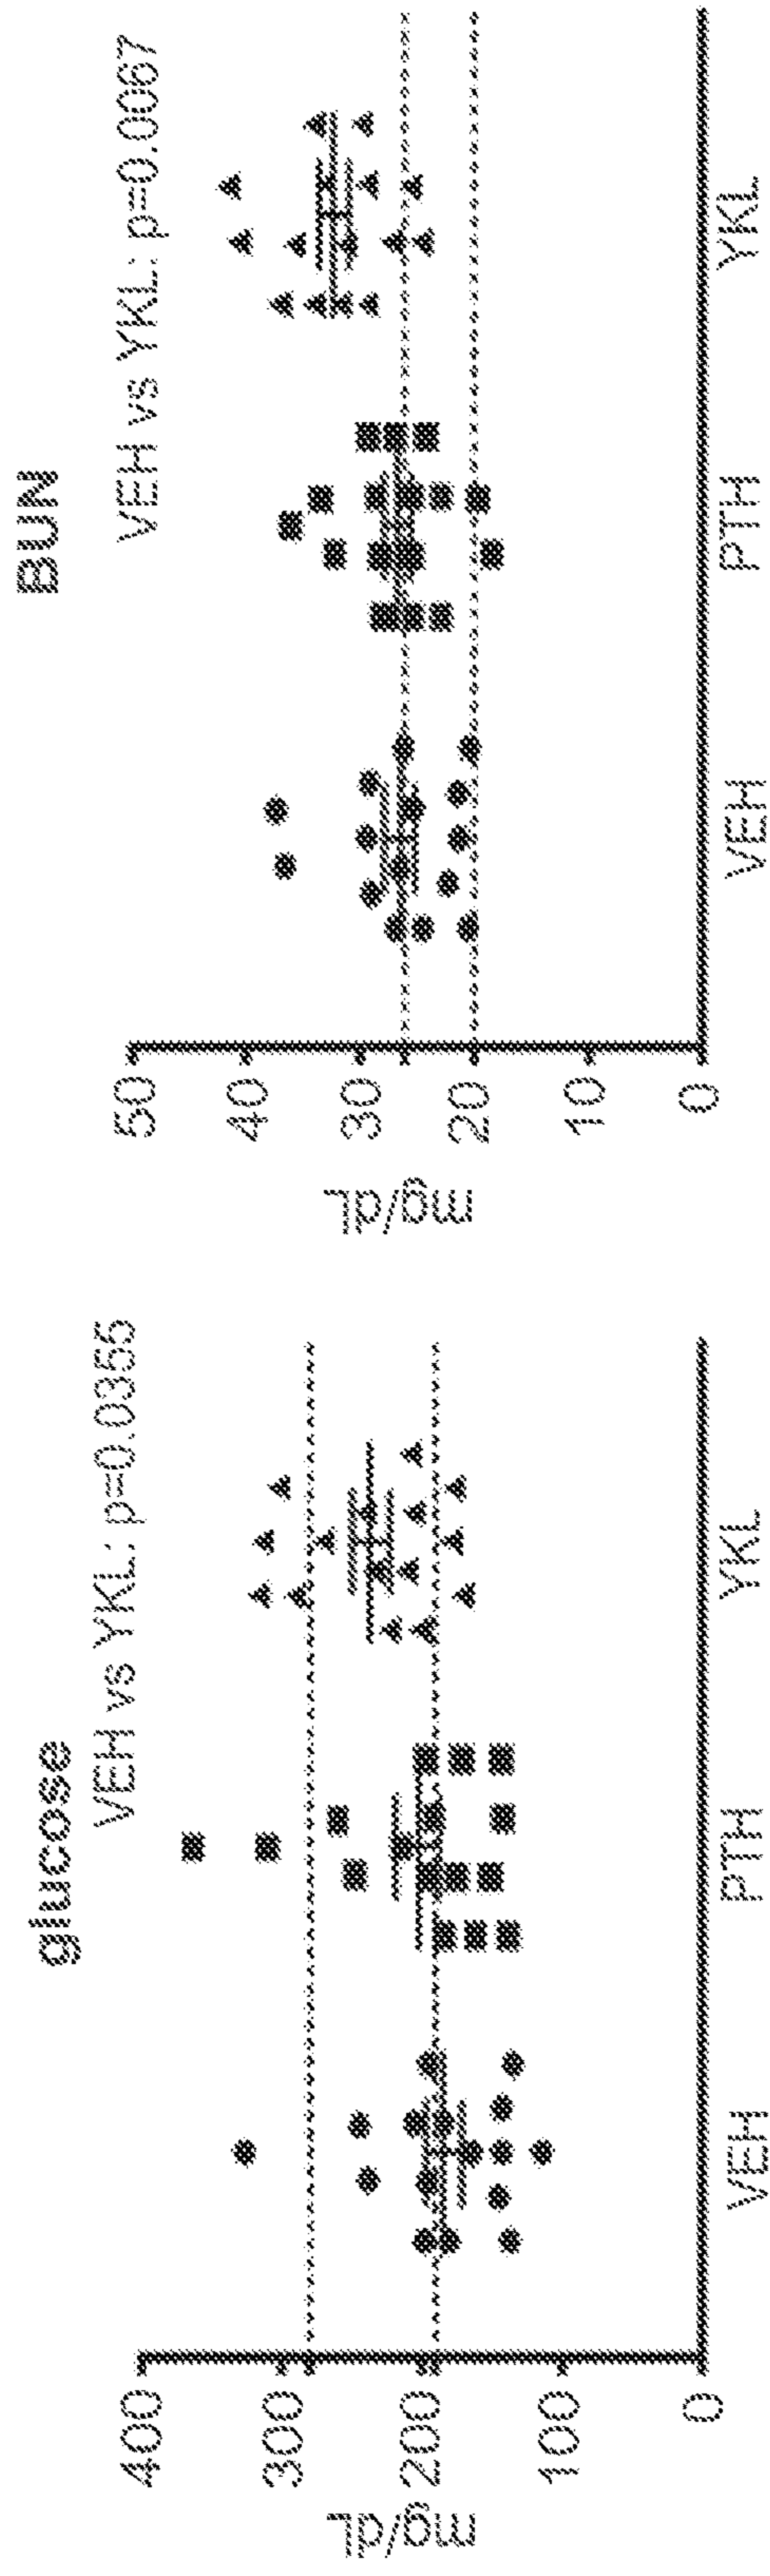 glucose
VEH vs YKL: p=0.0355
mg/dL
400
300
200
100
0
VEH
PTH
YKL
BUN
VEH vs YKL: p=0.0067
mg/dL
50
40
30
20
10
0
VEH
PTH
YKL